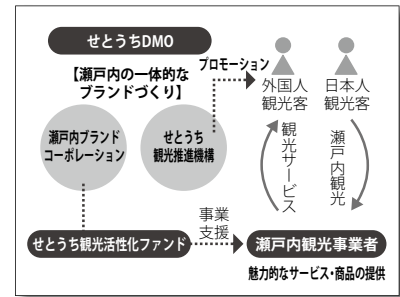 せとうちDMO
【瀬戸内の一体的な
ブランドづくり】
プロモーション
外国人
観光客
日本人
観光客
瀬戸内ブランド
コーポレーション
せとうち
観光推進機構
観光サービス
瀬戸内観光
せとうち観光活性化ファンド
事業
支援
瀬戸内観光事業者
魅力的なサービス・商品の提供